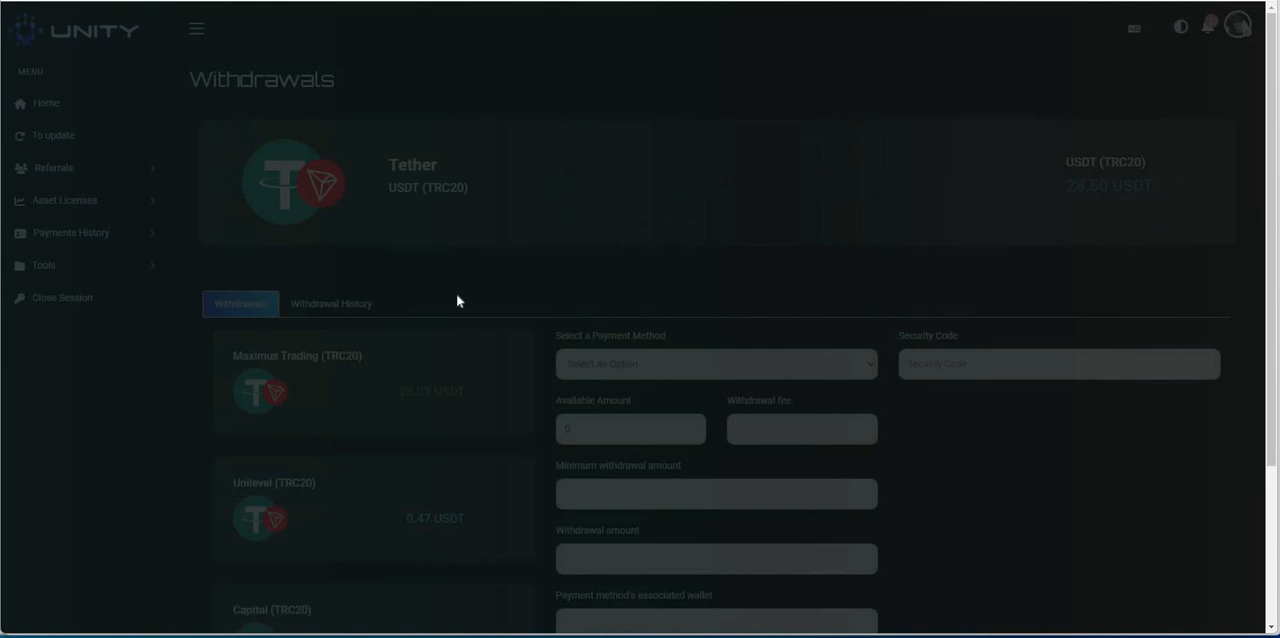 UNITY
Withdrawals
MENU
Home
To update
Referrals
Asset Licenses
Payments History
Tools
Close Session
Tether
USDT (TRC20)
USDT (TRC20)
28.50 USDT
Withdrawals
Withdrawal History
Maximus Trading (TRC20)
28.03 USDT
Unilevel (TRC20)
0.47 USDT
Capital (TRC20)
Select a Payment Method
Select an Option
Security Code
Security Code
Available Amount
Withdrawal fee
0
Minimum withdrawal amount
Withdrawal amount
Payment method's associated wallet